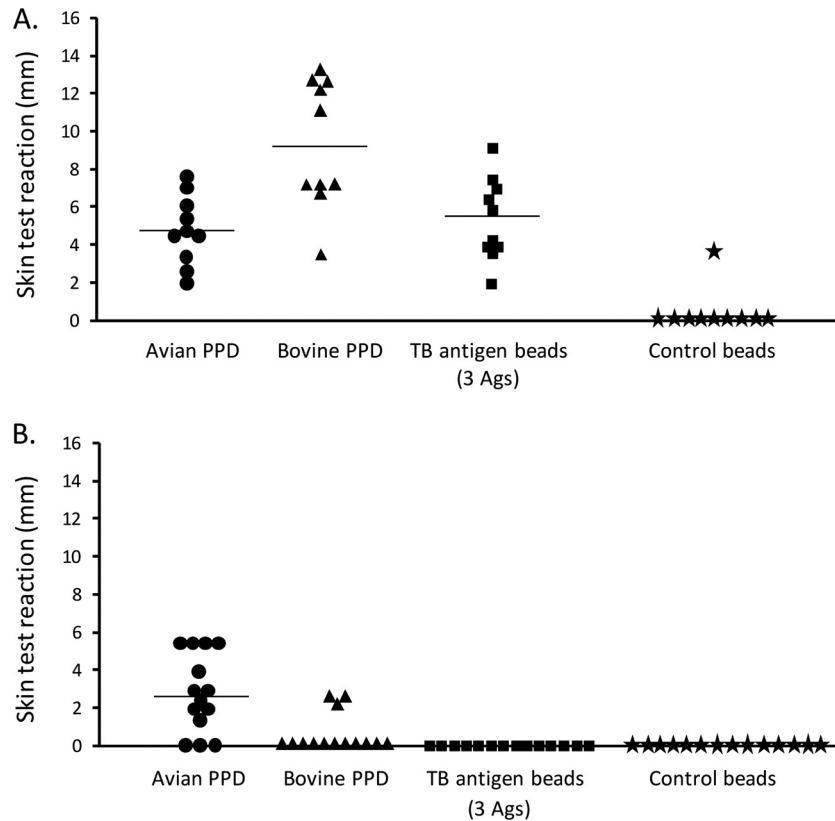 A.
Skin test reaction (mm)
16
14
12
10
8
6
4
2
0
Avian PPD
Bovine PPD
TB antigen beads
(3 Ags)
Control beads
B.
Skin test reaction (mm)
16
14
12
10
8
6
4
2
0
Avian PPD
Bovine PPD
TB antigen beads
(3 Ags)
Control beads